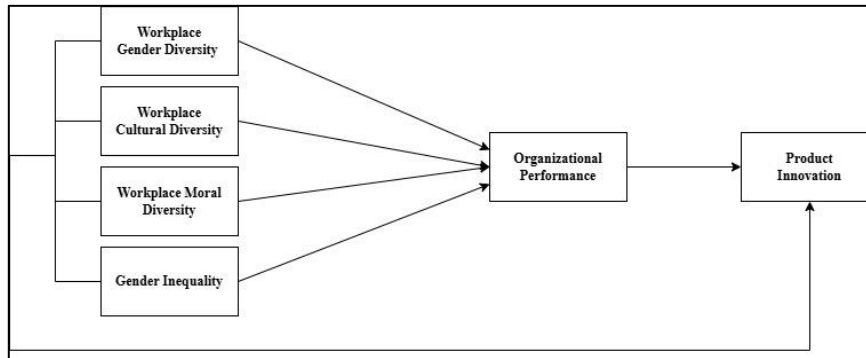 Workplace
Gender Diversity
Workplace
Cultural Diversity
Workplace Moral
Diversity
Gender Inequality
Organizational
Performance
Product
Innovation